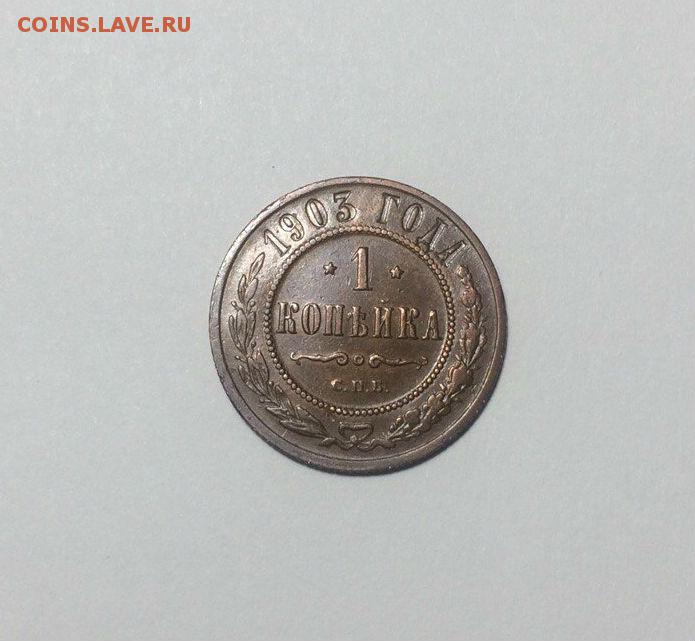 COINS.LAVE.RU
1903 ГОДА
1
КОПѢЙКА
С.П.Б.